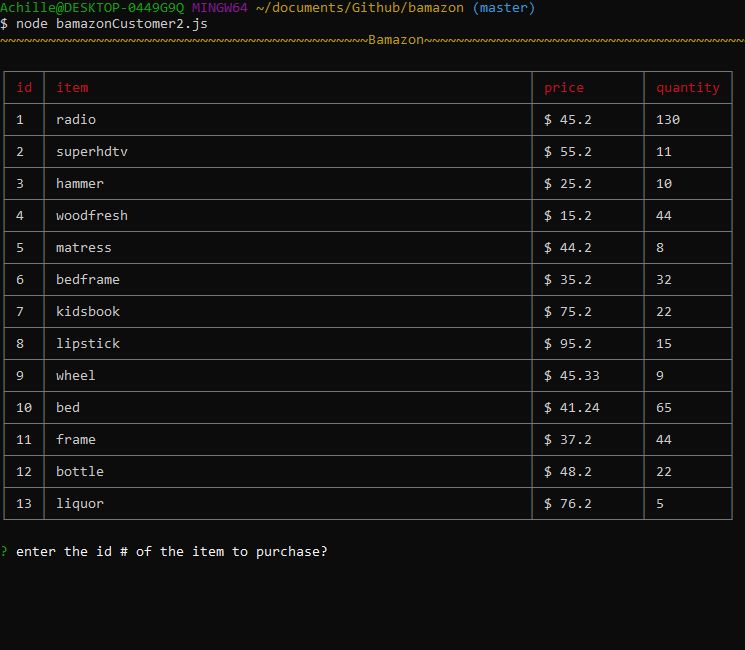 Achille@DESKTOP-0449G9Q MINGW64 ~/documents/Github/bamazon (master)
$ node bamazonCustomer2.js
~~~~~~~~~~~~~~~~~~~~~~~~~~~~~~~~~~~~~~~~~~~~~~Bamazon~~~~~~~~~~~~~~~~~~~~~~~~~~~~~~~~~~~~~~~~
id item price quantity
1 radio $ 45.2 130
2 superhdtv $ 55.2 11
3 hammer $ 25.2 10
4 woodfresh $ 15.2 44
5 matress $ 44.2 8
6 bedframe $ 35.2 32
7 kidsbook $ 75.2 22
8 lipstick $ 95.2 15
9 wheel $ 45.33 9
10 bed $ 41.24 65
11 frame $ 37.2 44
12 bottle $ 48.2 22
13 liquor $ 76.2 5
? enter the id # of the item to purchase?